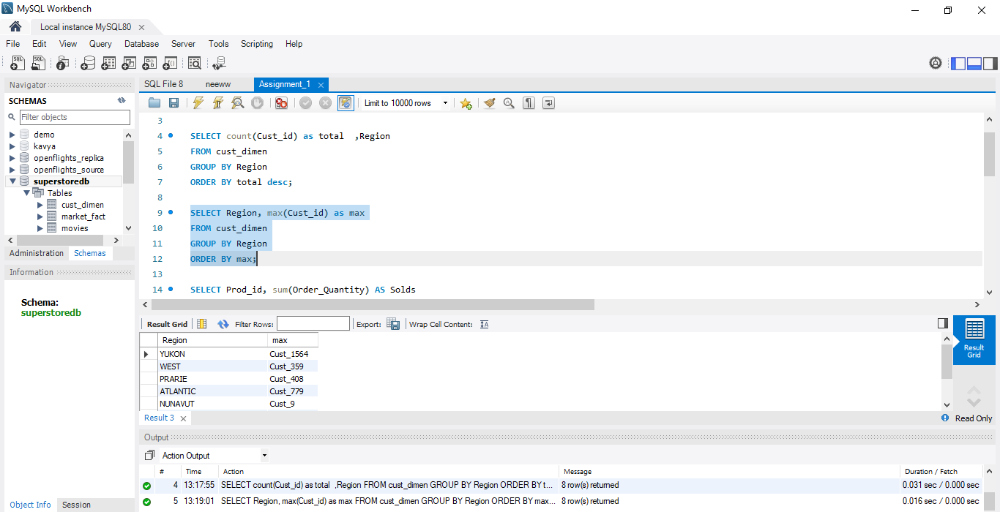 MySQL Workbench
Local instance MySQL80
File Edit View Query Database Server Tools Scripting Help
Navigator
SCHEMAS
Filter objects
demo
kavya
openflights_replica
openflights_source
superstoredb
Tables
cust_dimen
market_fact
movies
Administration Schemas
Information
Schema:
superstoredb
Object Info Session
SQL File 8 neeww Assignment_1
Limit to 10000 rows
3
4 SELECT count(Cust_id) as total ,Region
5 FROM cust_dimen
6 GROUP BY Region
7 ORDER BY total desc;
8
9 SELECT Region, max(Cust_id) as max
10 FROM cust_dimen
11 GROUP BY Region
12 ORDER BY max;
13
14 SELECT Prod_id, sum(Order_Quantity) AS Solds
Result Grid Filter Rows: Export: Wrap Cell Content:
Region max
YUKON Cust_1564
WEST Cust_359
PRARIE Cust_408
ATLANTIC Cust_779
NUNAVUT Cust_9
Result Grid
Result 3 Read Only
Output
Action Output
# Time Action Message Duration / Fetch
4 13:17:55 SELECT count(Cust_id) as total ,Region FROM cust_dimen GROUP BY Region ORDER BY t... 8 row(s) returned 0.031 sec / 0.000 sec
5 13:19:01 SELECT Region, max(Cust_id) as max FROM cust_dimen GROUP BY Region ORDER BY max... 8 row(s) returned 0.016 sec / 0.000 sec